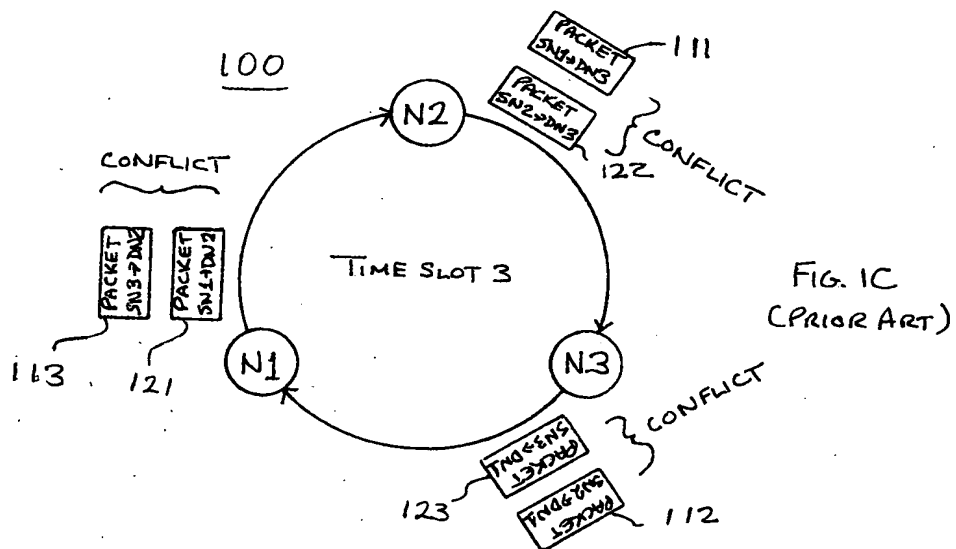 100
PACKET
SN1→DN3
111
PACKET
SN2→DN3
122
CONFLICT
N2
CONFLICT
PACKET
SN3→DN2
PACKET
SN1→DN2
113
121
N1
TIME SLOT 3
N3
FIG. 1C
(PRIOR ART)
CONFLICT
PACKET
SN3→DN1
123
PACKET
SN2→DN1
112